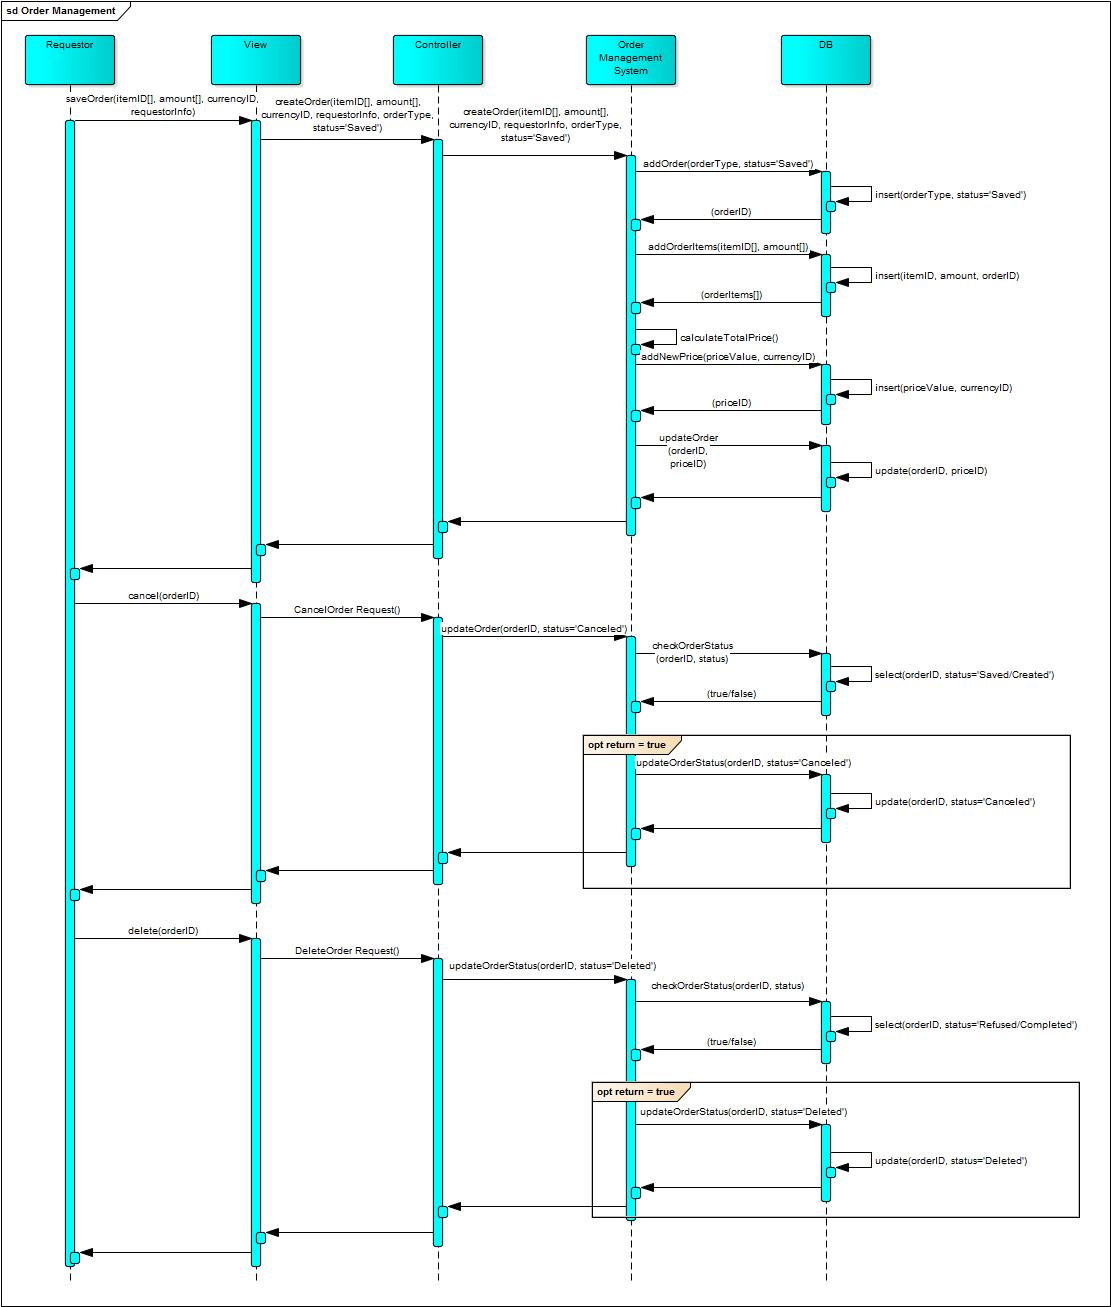 sd Order Management
Requestor
View
Controller
Order
Management
System
DB
saveOrder(itemID[], amount[], currencyID,
requestorInfo)
createOrder(itemID[], amount[],
currencyID, requestorInfo, orderType,
status='Saved')
createOrder(itemID[], amount[],
currencyID, requestorInfo, orderType,
status='Saved')
addOrder(orderType, status='Saved')
insert(orderType, status='Saved')
(orderID)
addOrderItems(itemID[], amount[])
insert(itemID, amount, orderID)
(orderItems[])
calculateTotalPrice()
addNewPrice(priceValue, currencyID)
insert(priceValue, currencyID)
(priceID)
updateOrder
(orderID,
priceID)
update(orderID, priceID)
cancel(orderID)
CancelOrder Request()
updateOrder(orderID, status='Canceled')
checkOrderStatus
(orderID, status)
select(orderID, status='Saved/Created')
(true/false)
opt return = true
updateOrderStatus(orderID, status='Canceled')
update(orderID, status='Canceled')
delete(orderID)
DeleteOrder Request()
updateOrderStatus(orderID, status='Deleted')
checkOrderStatus(orderID, status)
select(orderID, status='Refused/Completed')
(true/false)
opt return = true
updateOrderStatus(orderID, status='Deleted')
update(orderID, status='Deleted')